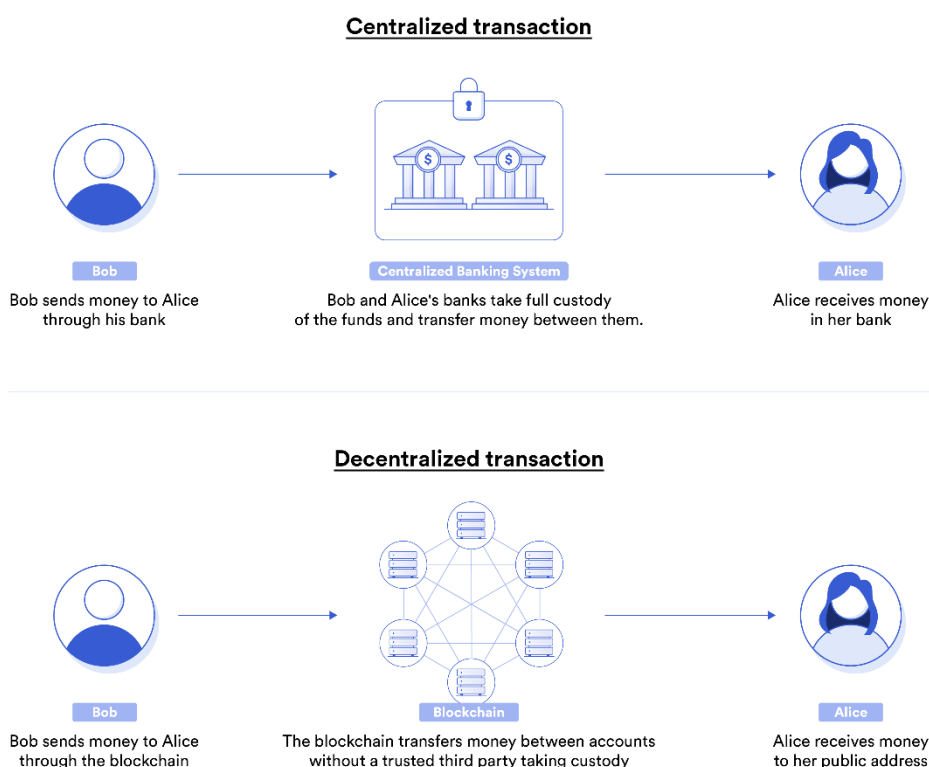 Centralized transaction
$ $
Bob
Centralized Banking System
Alice
Bob sends money to Alice
through his bank
Bob and Alice's banks take full custody
of the funds and transfer money between them.
Alice receives money
in her bank
Decentralized transaction
Bob
Blockchain
Alice
Bob sends money to Alice
through the blockchain
The blockchain transfers money between accounts
without a trusted third party taking custody
Alice receives money
to her public address